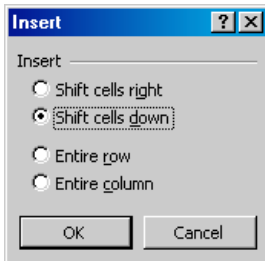 Insert
Insert
Shift cells right
Shift cells down
Entire row
Entire column
OK Cancel